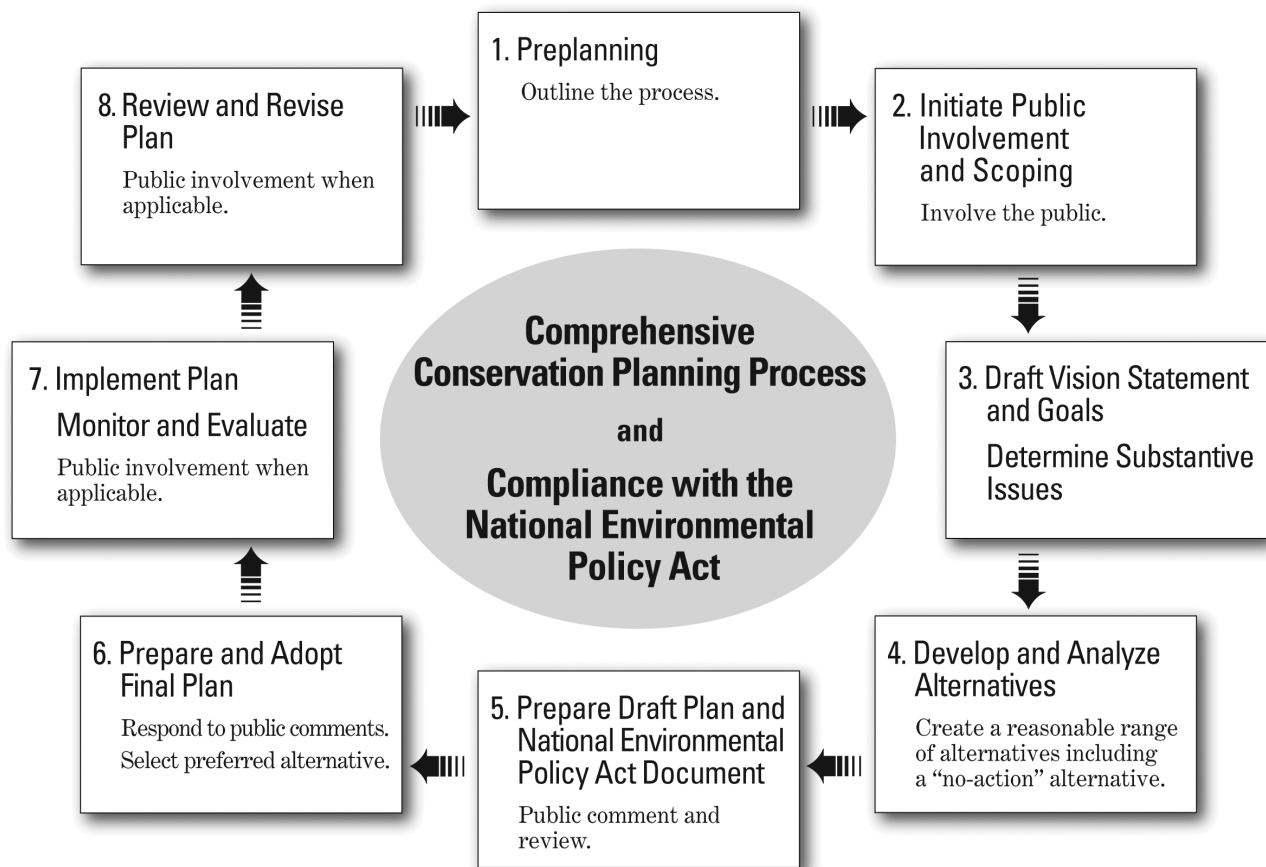 1. Preplanning
Outline the process.
2. Initiate Public
Involvement
and Scoping
Involve the public.
3. Draft Vision Statement
and Goals
Determine Substantive
Issues
4. Develop and Analyze
Alternatives
Create a reasonable range
of alternatives including
a “no-action” alternative.
5. Prepare Draft Plan and
National Environmental
Policy Act Document
Public comment and
review.
6. Prepare and Adopt
Final Plan
Respond to public comments.
Select preferred alternative.
7. Implement Plan
Monitor and Evaluate
Public involvement when
applicable.
8. Review and Revise
Plan
Public involvement when
applicable.
Comprehensive
Conservation Planning Process
and
Compliance with the
National Environmental
Policy Act